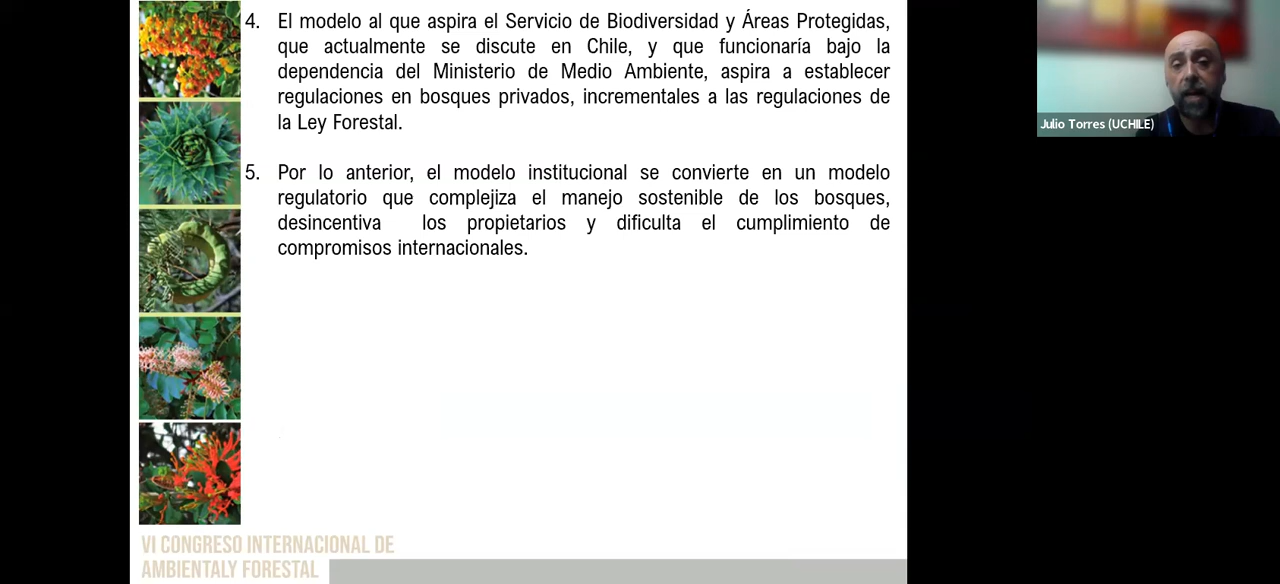 4. El modelo al que aspira el Servicio de Biodiversidad y Áreas Protegidas,
que actualmente se discute en Chile, y que funcionaría bajo la
dependencia del Ministerio de Medio Ambiente, aspira a establecer
regulaciones en bosques privados, incrementales a las regulaciones de
la Ley Forestal.
5. Por lo anterior, el modelo institucional se convierte en un modelo
regulatorio que complejiza el manejo sostenible de los bosques,
desincentiva los propietarios y dificulta el cumplimiento de
compromisos internacionales.
VI CONGRESO INTERNACIONAL DE
AMBIENTALY FORESTAL
Julio Torres (UCHILE)